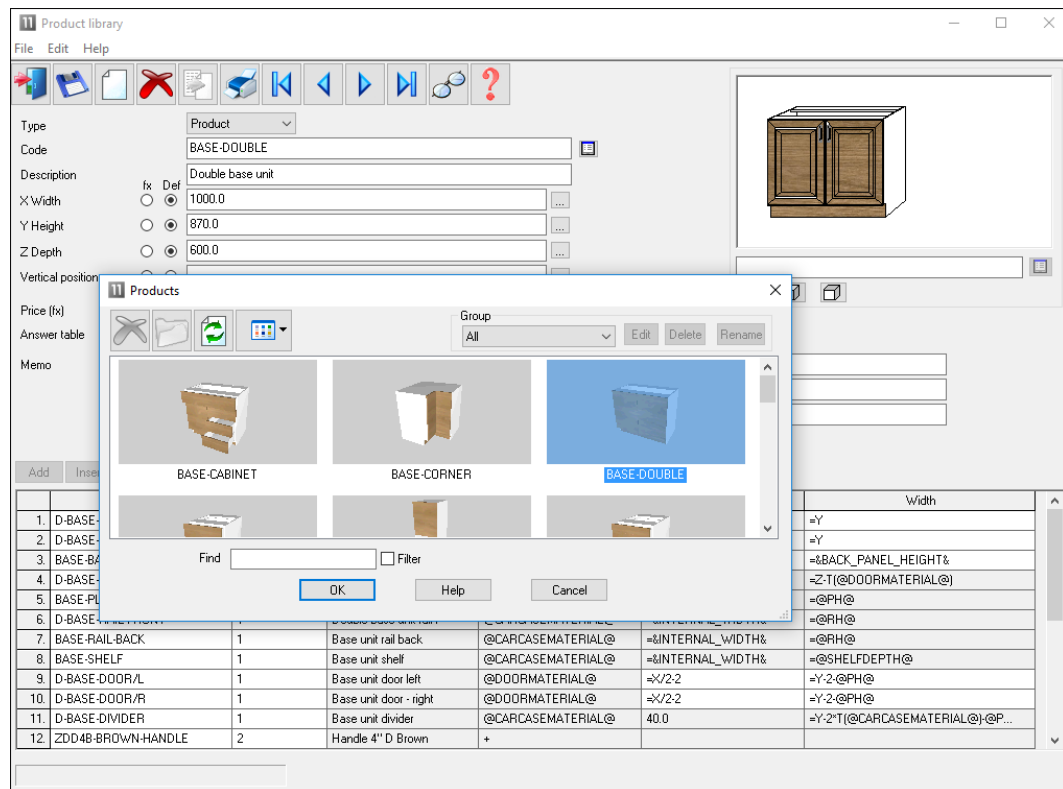 11 Product library
File Edit Help
Type Product
Code BASE-DOUBLE
Description Double base unit
fx Def
X Width 1000.0 ...
Y Height 870.0 ...
Z Depth 600.0 ...
Vertical position
Price (fx)
Answer table
Memo
Add
11 Products
Group
All Edit Delete Rename
BASE-CABINET BASE-CORNER BASE-DOUBLE
Find Filter
OK Help Cancel
Width
1. D-BASE- =Y
2. D-BASE- =Y
3. =&BACK_PANEL_HEIGHT&
4. D-BASE- =Z-T(@DOORMATERIAL@)
5. =@PH@
6. =@RH@
7. BASE-RAIL-BACK 1 Base unit rail back @CARCASEMATERIAL@ =&INTERNAL_WIDTH& =@RH@
8. BASE-SHELF 1 Base unit shelf @CARCASEMATERIAL@ =&INTERNAL_WIDTH& =@SHELFDEPTH@
9. D-BASE-DOOR/L 1 Base unit door left @DOORMATERIAL@ =X/2-2 =Y-2-@PH@
10. D-BASE-DOOR/R 1 Base unit door - right @DOORMATERIAL@ =X/2-2 =Y-2-@PH@
11. D-BASE-DIVIDER 1 Base unit divider @CARCASEMATERIAL@ 40.0 =Y-2*T(@CARCASEMATERIAL@)-@P...
12. ZDD4B-BROWN-HANDLE 2 Handle 4" D Brown +